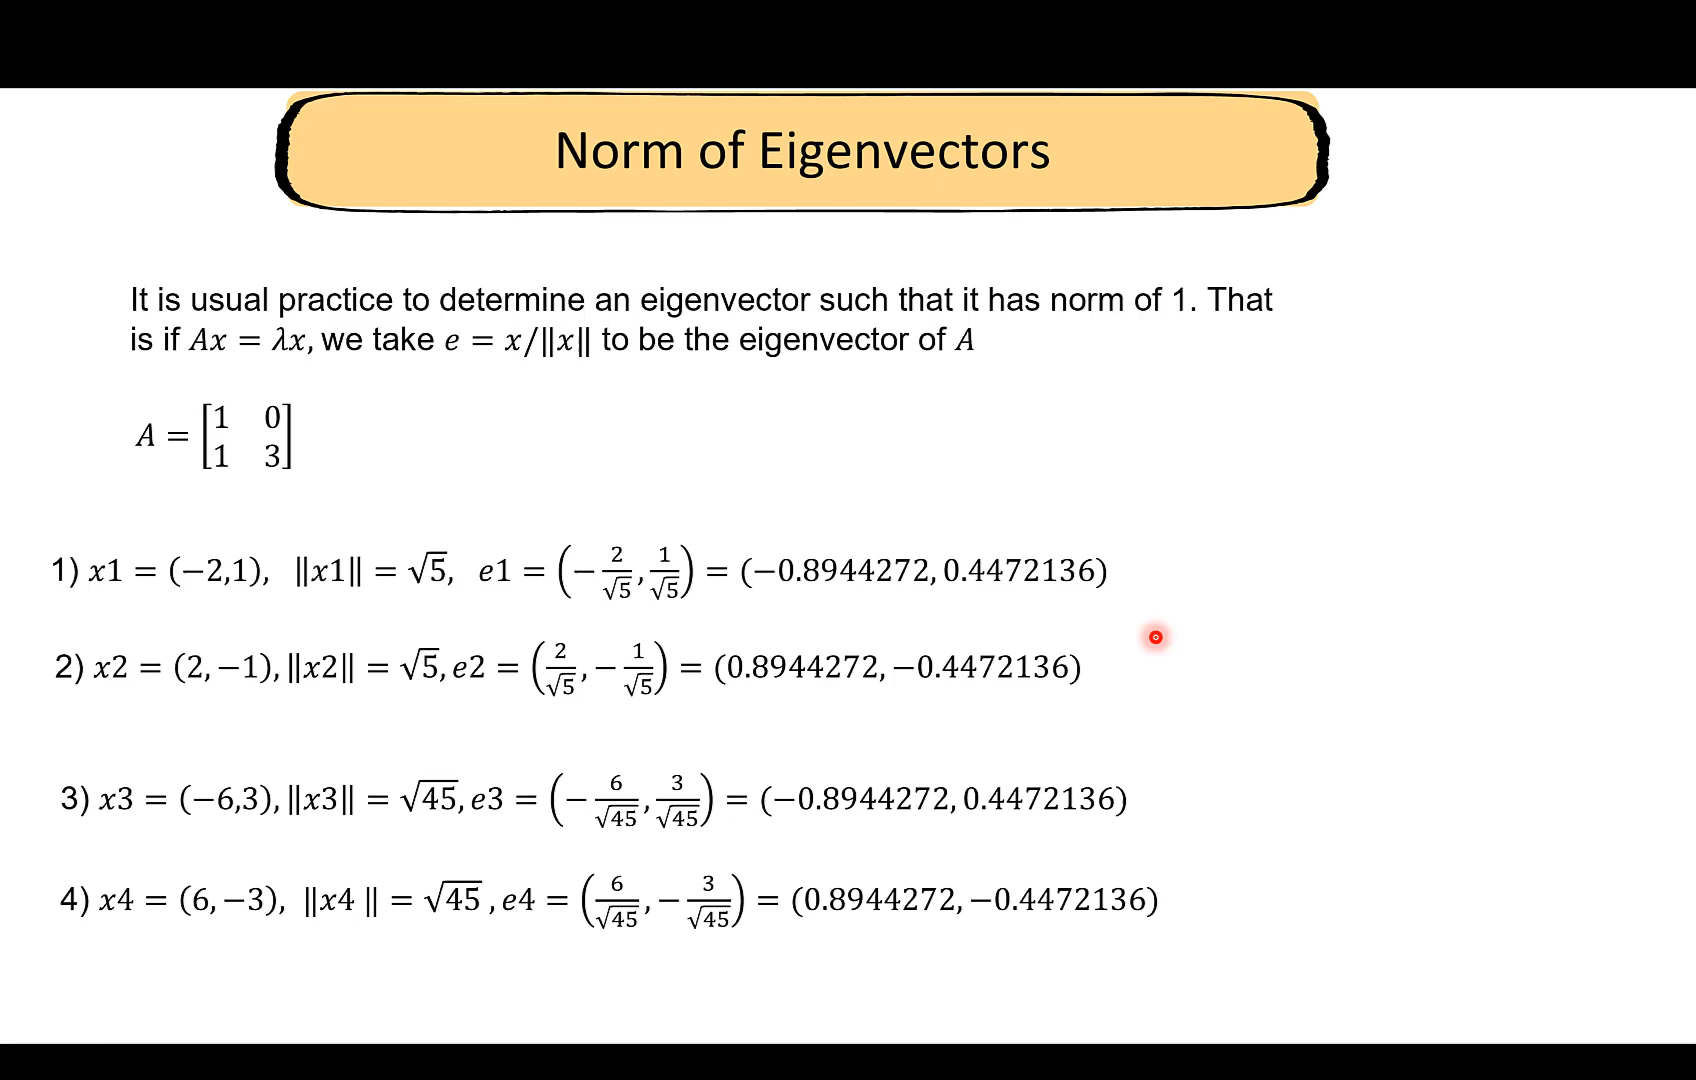 Norm of Eigenvectors
It is usual practice to determine an eigenvector such that it has norm of 1. That
is if 𝐴𝑥 = 𝜆𝑥, we take 𝑒 = 𝑥/‖𝑥‖ to be the eigenvector of 𝐴
𝐴 = [1 0
1 3]
1) 𝑥1 = (−2,1), ‖𝑥1‖ = √5, 𝑒1 = (−2/√5, 1/√5) = (−0.8944272, 0.4472136)
2) 𝑥2 = (2, −1), ‖𝑥2‖ = √5, 𝑒2 = (2/√5, −1/√5) = (0.8944272, −0.4472136)
3) 𝑥3 = (−6,3), ‖𝑥3‖ = √45, 𝑒3 = (−6/√45, 3/√45) = (−0.8944272, 0.4472136)
4) 𝑥4 = (6, −3), ‖𝑥4 ‖ = √45 , 𝑒4 = (6/√45, −3/√45) = (0.8944272, −0.4472136)